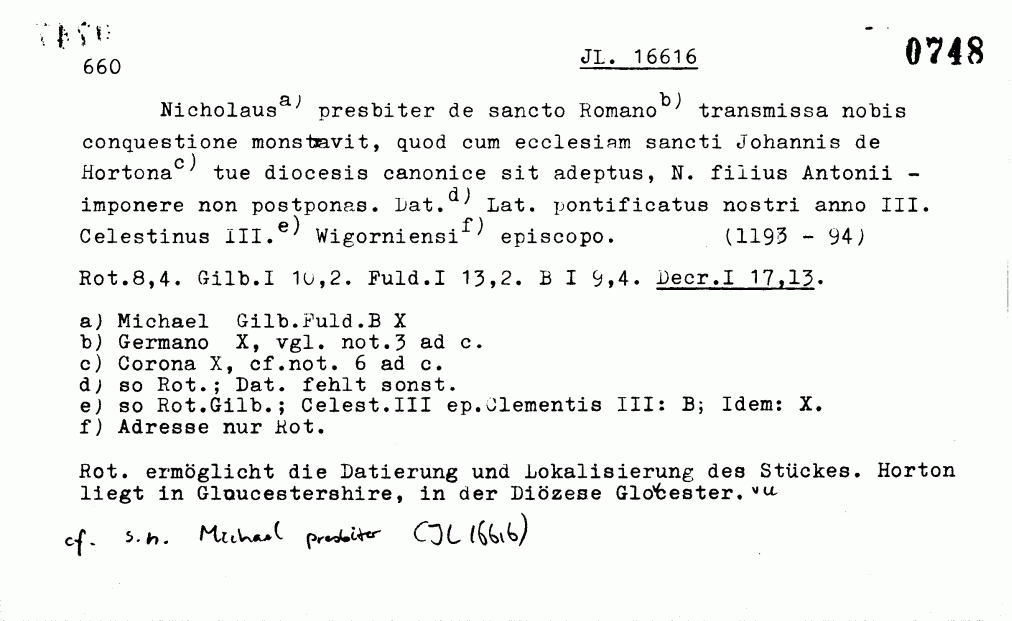 660 JL. 16616 0748
Nicholaus a) presbiter de sancto Romano b) transmissa nobis
conquestione monstravit, quod cum ecclesiam sancti Johannis de
Hortona c) tue diocesis canonice sit adeptus, N. filius Antonii -
imponere non postponas. Dat. d) Lat. pontificatus nostri anno III.
Celestinus III. e) Wigorniensi f) episcopo. (1193 - 94)
Rot.8,4. Gilb.I 10,2. Fuld.I 13,2. B I 9,4. Decr.I 17,13.
a) Michael Gilb.Fuld.B X
b) Germano X, vgl. not.3 ad c.
c) Corona X, cf.not. 6 ad c.
d) so Rot.; Dat. fehlt sonst.
e) so Rot.Gilb.; Celest.III ep.Clementis III: B; Idem: X.
f) Adresse nur Rot.
Rot. ermöglicht die Datierung und Lokalisierung des Stückes. Horton
liegt in Gloucestershire, in der Diözese Glocester.
cf. s.n. Michael presbiter (JL 16616)